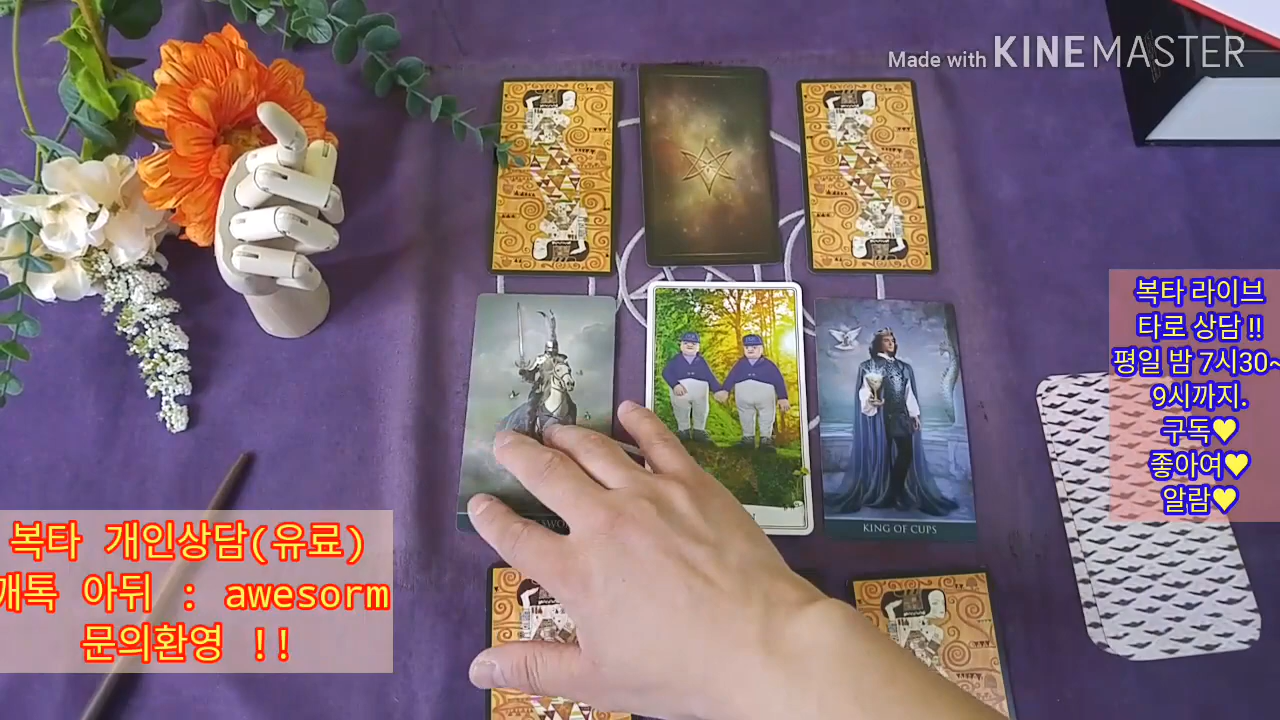 Made with KINEMASTER
복타 라이브
타로 상담 !!
평일 밤 7시30~
9시까지.
구독💛
좋아여💛
알람💛
KING OF CUPS
복타 개인상담(유료)
깨톡 아뒤 : awesorm
문의환영 !!